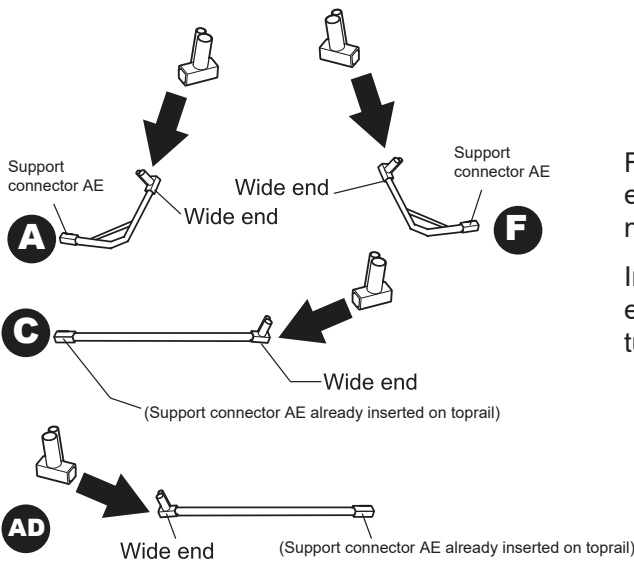 Support
connector AE
A
Wide end
Wide end
Support
connector AE
F
C
Wide end
(Support connector AE already inserted on toprail)
AD
Wide end
(Support connector AE already inserted on toprail)